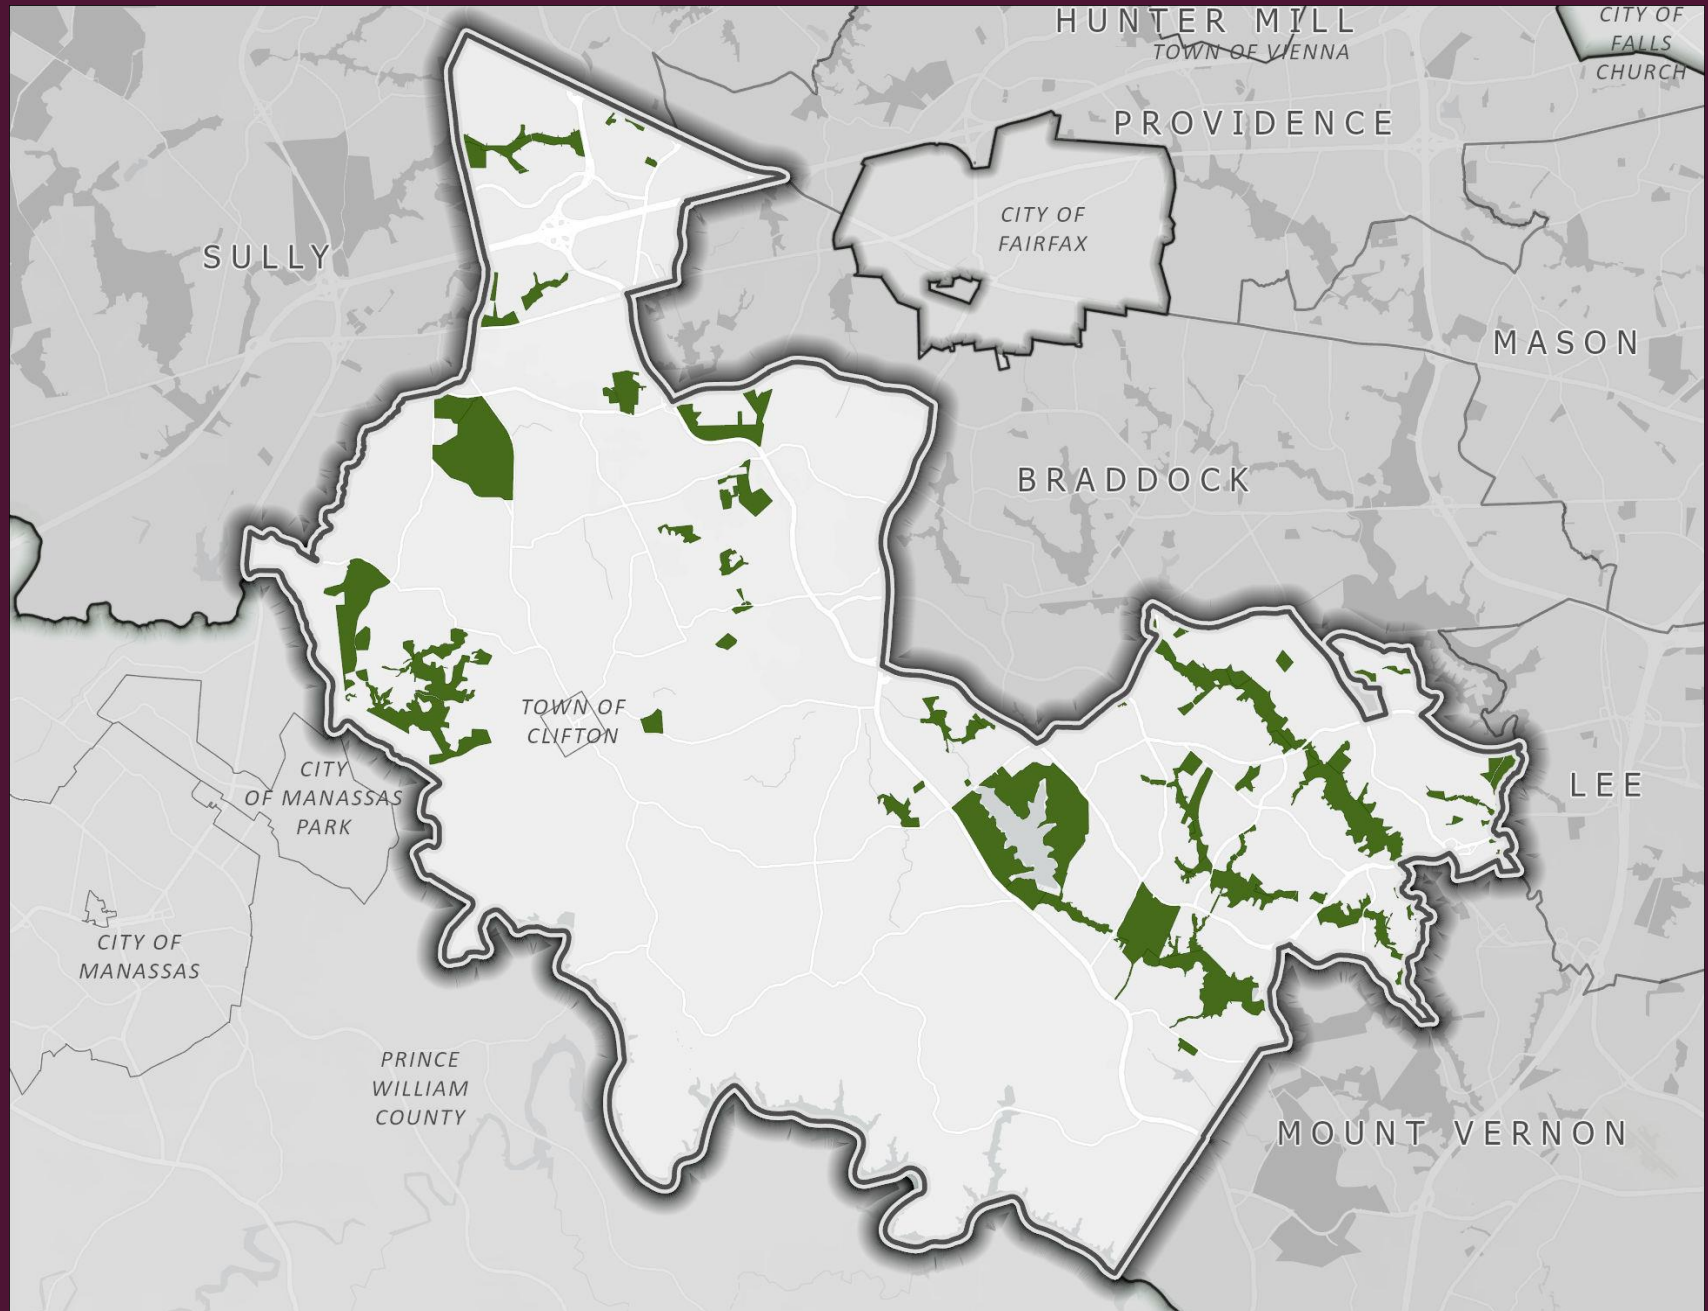 HUNTER MILL
TOWN OF VIENNA
CITY OF
FALLS
CHURCH
PROVIDENCE
CITY OF
FAIRFAX
SULLY
MASON
BRADDOCK
TOWN OF
CLIFTON
CITY
OF MANASSAS
PARK
LEE
CITY OF
MANASSAS
PRINCE
WILLIAM
COUNTY
MOUNT VERNON